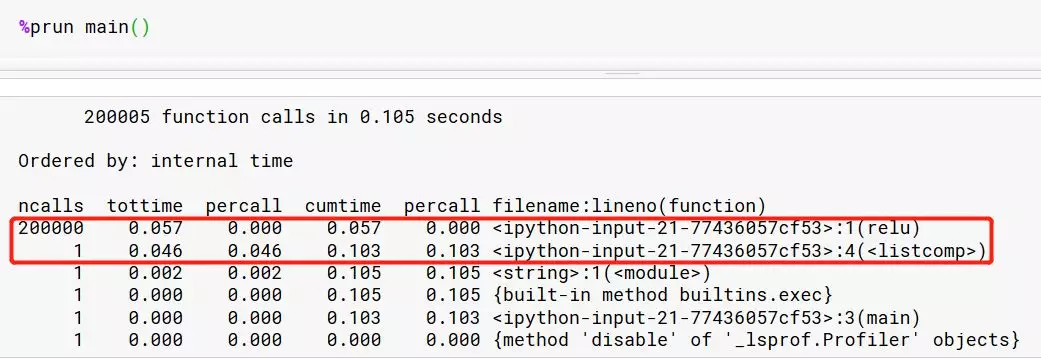 %prun main()
200005 function calls in 0.105 seconds
Ordered by: internal time
ncalls tottime percall cumtime percall filename:lineno(function)
200000 0.057 0.000 0.057 0.000 <ipython-input-21-77436057cf53>:1(relu)
1 0.046 0.046 0.103 0.103 <ipython-input-21-77436057cf53>:4(<listcomp>)
1 0.002 0.002 0.105 0.105 <string>:1(<module>)
1 0.000 0.000 0.105 0.105 {built-in method builtins.exec}
1 0.000 0.000 0.103 0.103 <ipython-input-21-77436057cf53>:3(main)
1 0.000 0.000 0.000 0.000 {method 'disable' of '_lsprof.Profiler' objects}